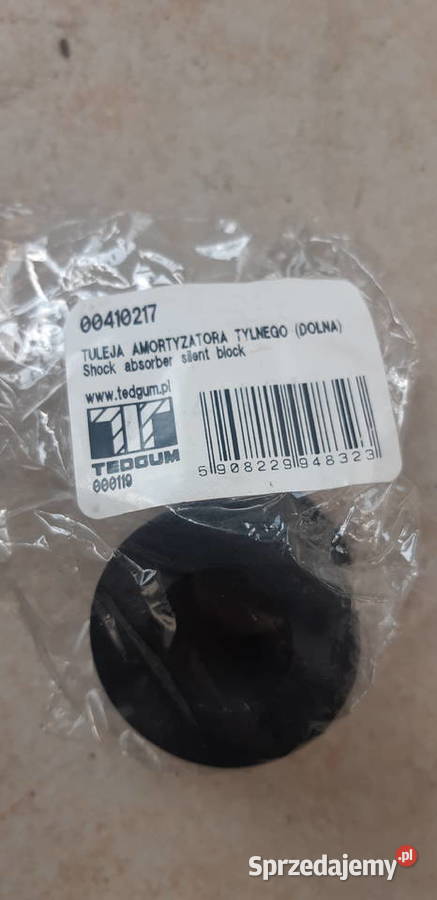 00410217
TULEJA AMORTYZATORA TYLNEGO (DOLNA)
Shock absorber silent block
www.tedgum.pl
TEDGUM
000119
5 908229 948323
Sprzedajemy.pl